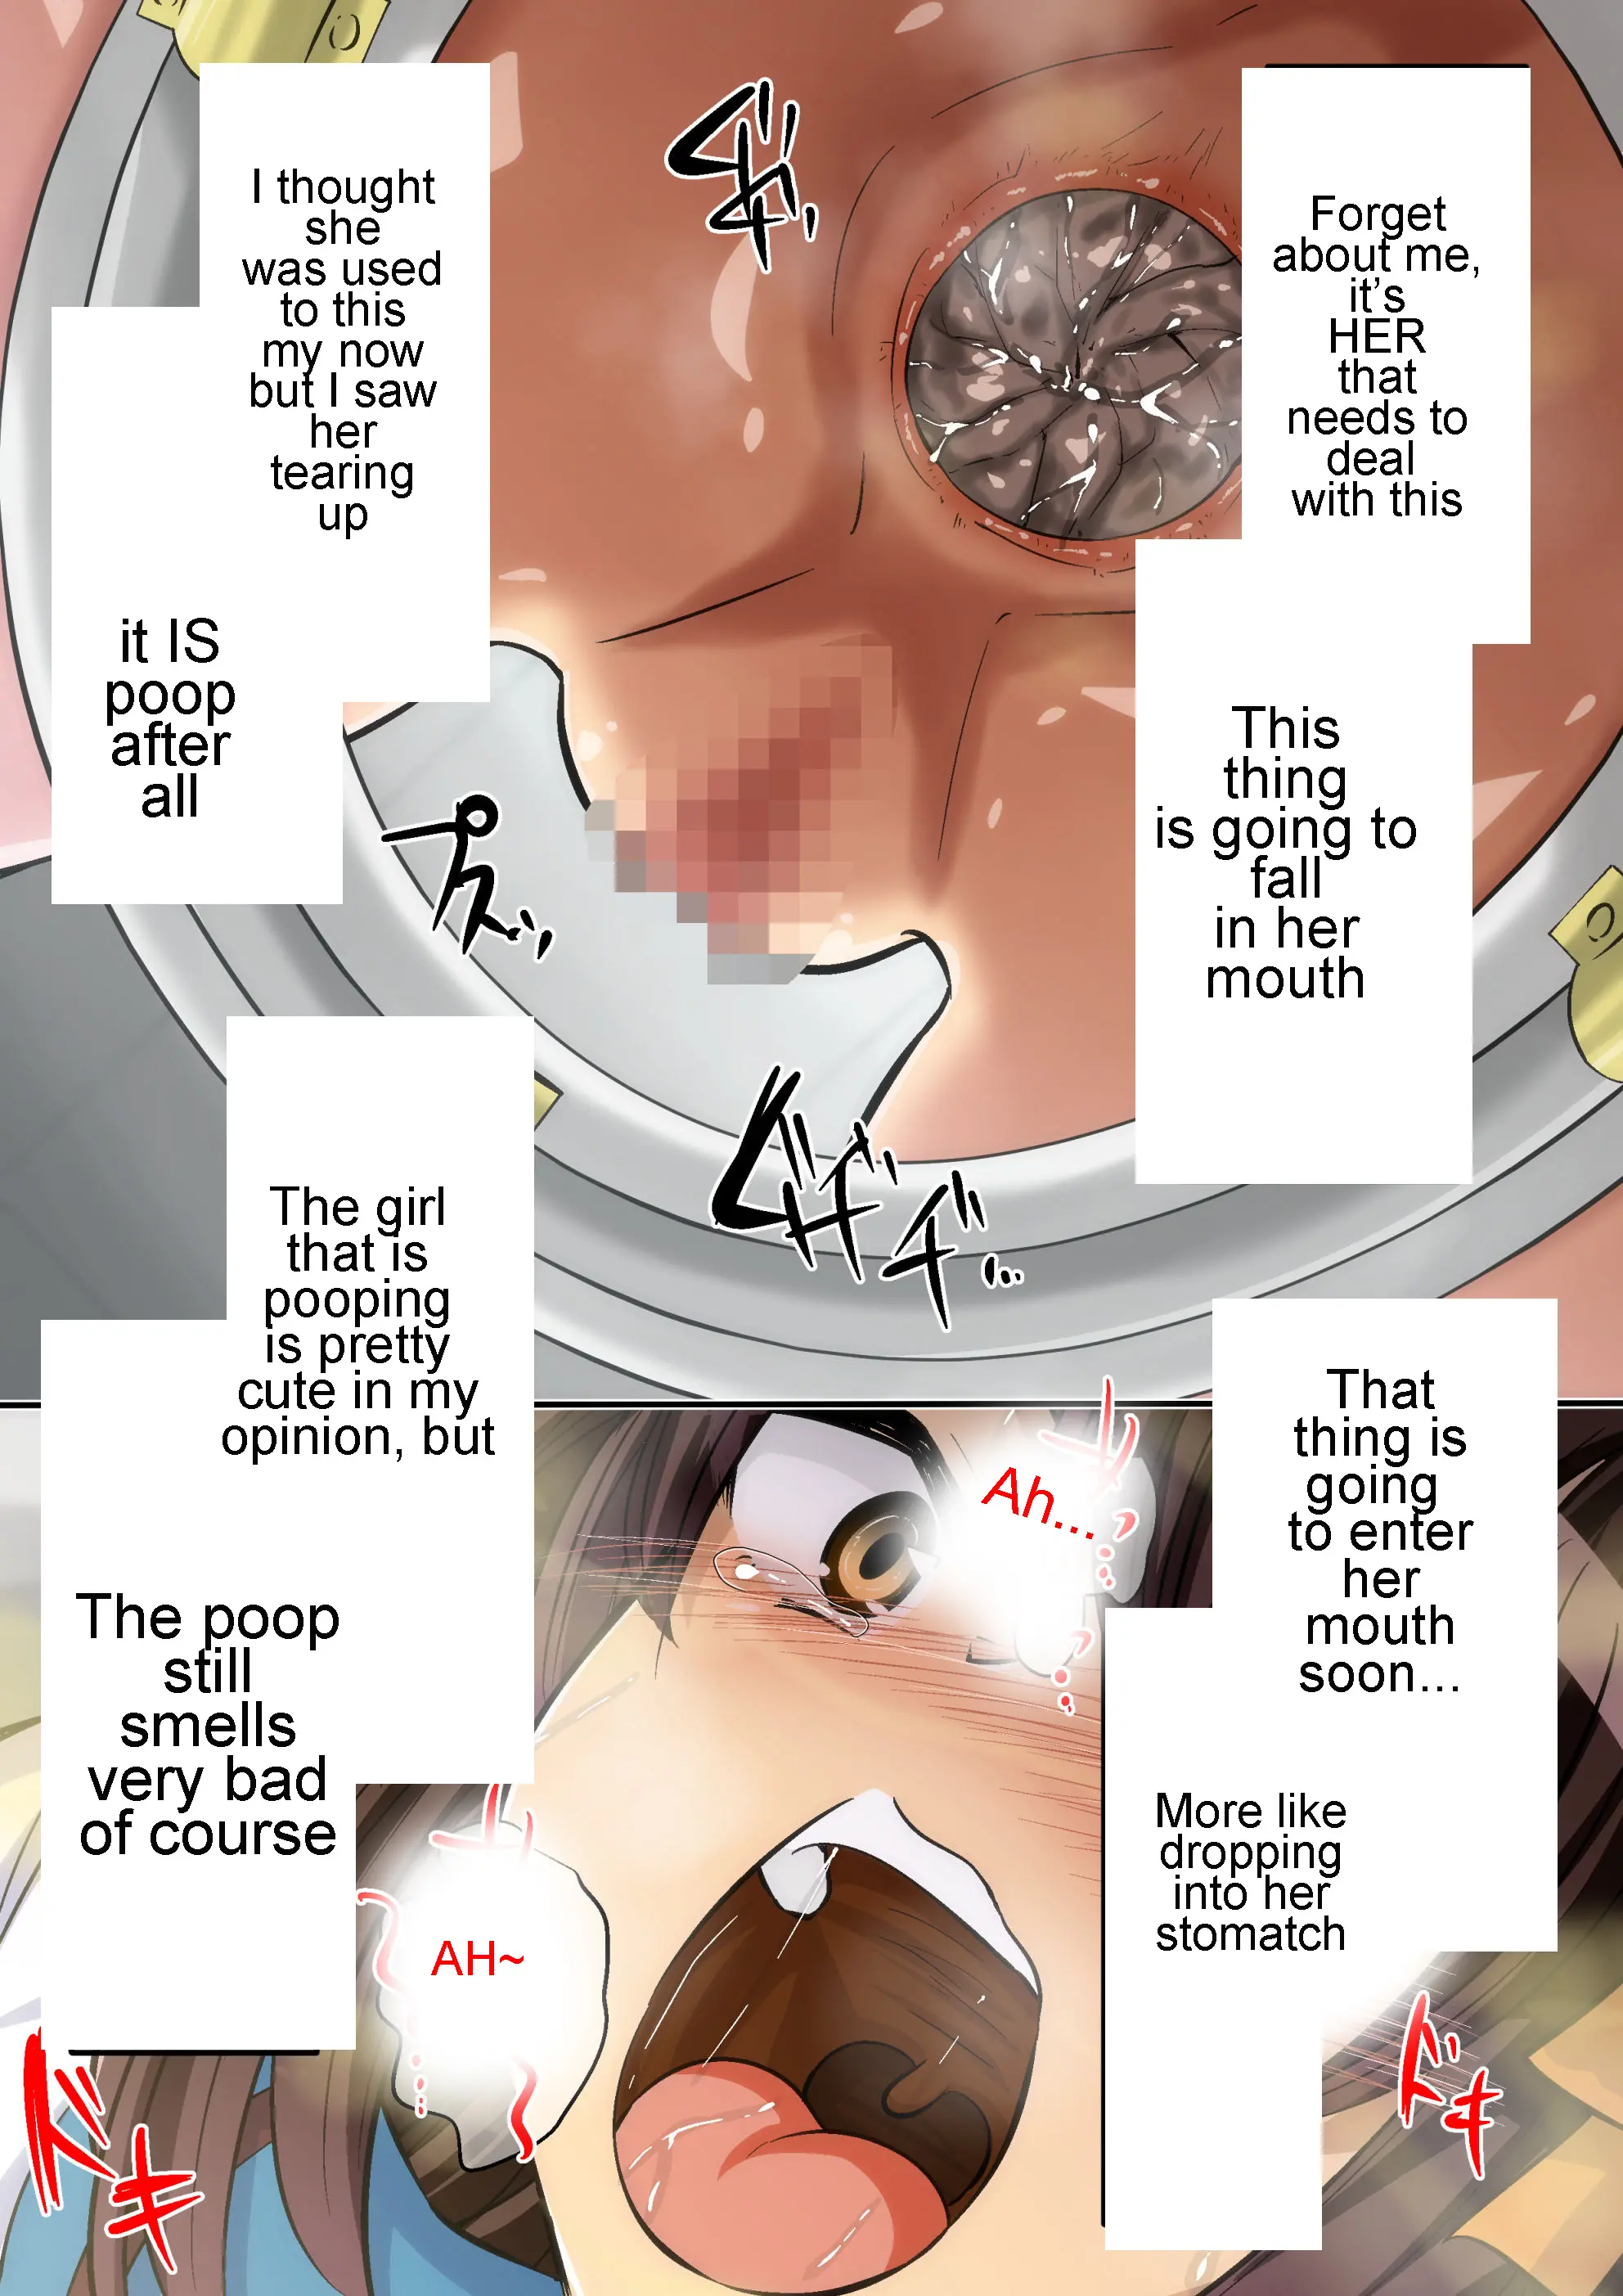 Forget
about me,
it's
HER
that
needs to
deal
with this
This
thing
is going to
fall
in her
mouth
I thought
she
was used
to this
my now
but I saw
her
tearing
up
it IS
poop
after
all
プスッ
The girl
that is
pooping
is pretty
cute in my
opinion, but
The poop
still
smells
very bad
of course
That
thing is
going
to enter
her
mouth
soon...
More like
dropping
into her
stomatch
Ah...
AH~
ドキ
ドキ